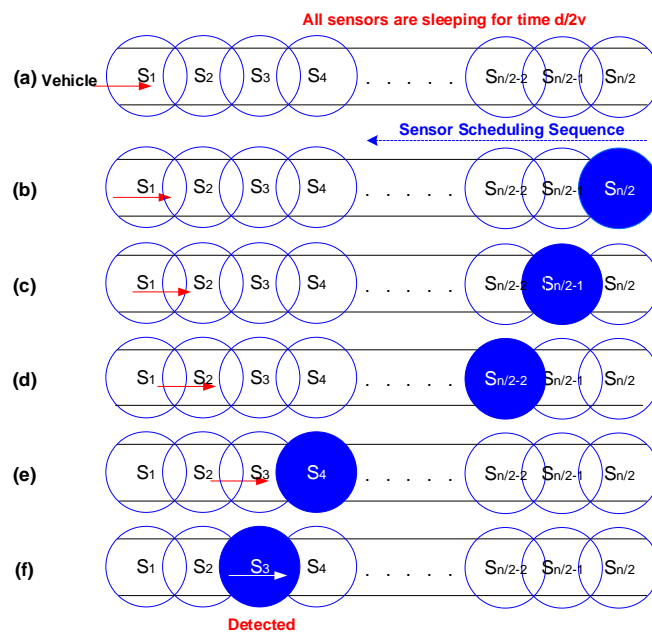 All sensors are sleeping for time d/2v
(a) Vehicle S1 S2 S3 S4 . . . . . Sn/2-2 Sn/2-1 Sn/2
Sensor Scheduling Sequence
(b) S1 S2 S3 S4 . . . . . Sn/2-2 Sn/2-1 Sn/2
(c) S1 S2 S3 S4 . . . . . Sn/2-2 Sn/2-1 Sn/2
(d) S1 S2 S3 S4 . . . . . Sn/2-2 Sn/2-1 Sn/2
(e) S1 S2 S3 S4 . . . . . Sn/2-2 Sn/2-1 Sn/2
(f) S1 S2 S3 S4 . . . . . Sn/2-2 Sn/2-1 Sn/2
Detected